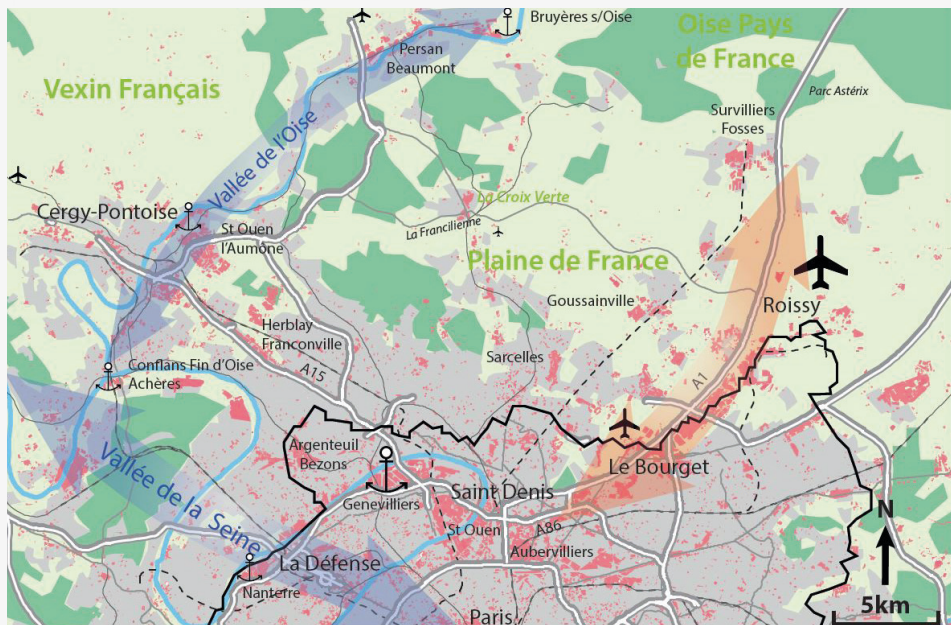 Bruyères s/Oise
Oise Pays
de France
Persan
Beaumont
Vexin Français
Parc Astérix
Survilliers
Fosses
Vallée de l'Oise
La Croix Verte
Cergy-Pontoise
St Ouen
l'Aumone
La Francilienne
Plaine de France
Goussainville
Roissy
Herblay
Franconville
Sarcelles
Conflans Fin d'Oise
Achères
A15
A1
Argenteuil
Bezons
Le Bourget
Vallée de la Seine
Genevilliers
Saint Denis
St Ouen
A86
Aubervilliers
N
La Défense
Nanterre
Paris
5km